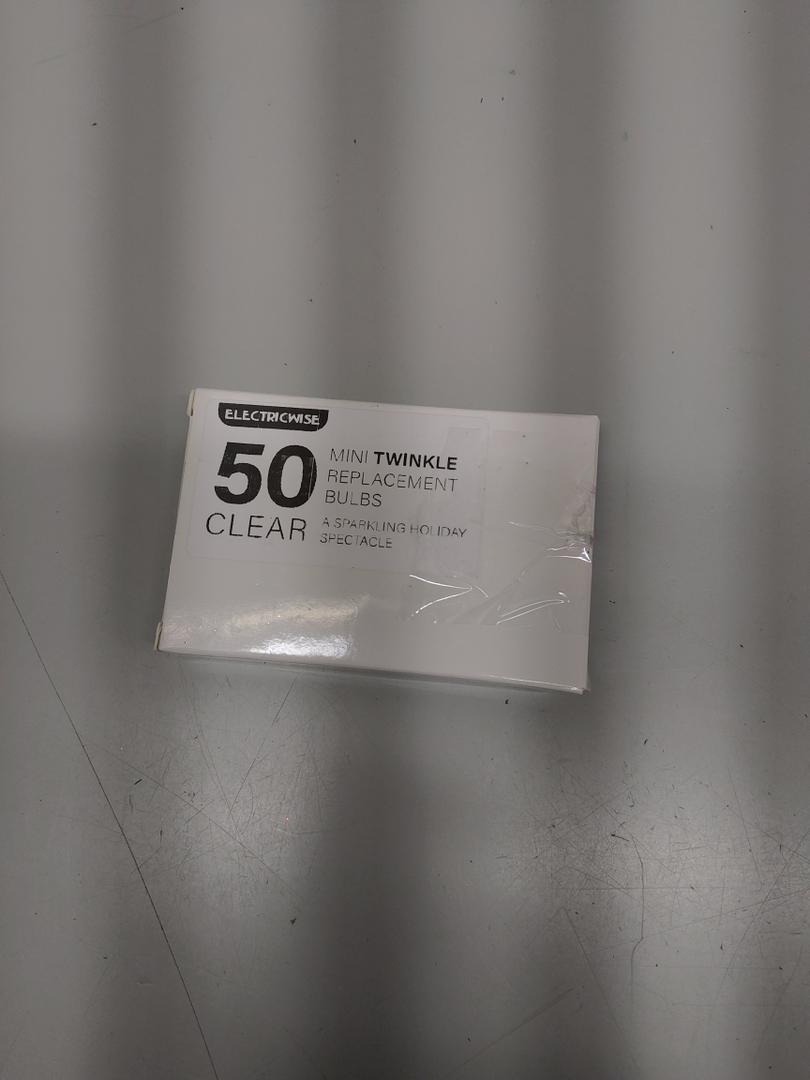 ELECTRICWISE
50
CLEAR
MINI TWINKLE
REPLACEMENT
BULBS
A SPARKLING HOLIDAY
SPECTACLE